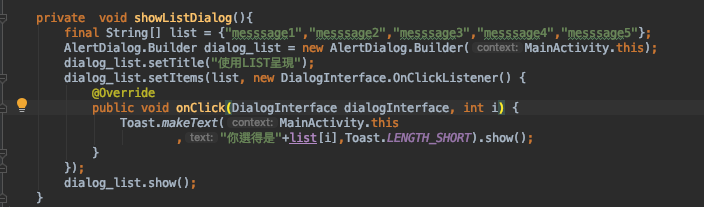 private  void showListDialog(){
    final String[] list = {"messsage1","messsage2","messsage3","messsage4","messsage5"};
    AlertDialog.Builder dialog_list = new AlertDialog.Builder( context: MainActivity.this);
    dialog_list.setTitle("使用LIST呈現");
    dialog_list.setItems(list, new DialogInterface.OnClickListener() {
        @Override
        public void onClick(DialogInterface dialogInterface, int i) {
            Toast.makeText( context: MainActivity.this
                    , text: "你選得是"+list[i],Toast.LENGTH_SHORT).show();
        }
    });
    dialog_list.show();
}